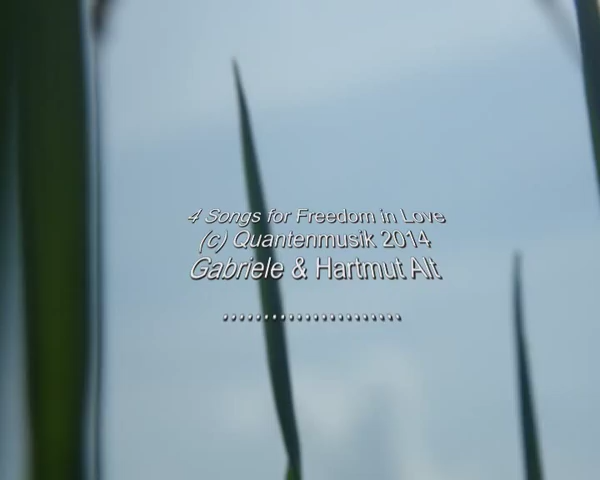 4 Songs for Freedom in Love
(c) Quantenmusik 2014
Gabriele & Hartmut Alt
......................